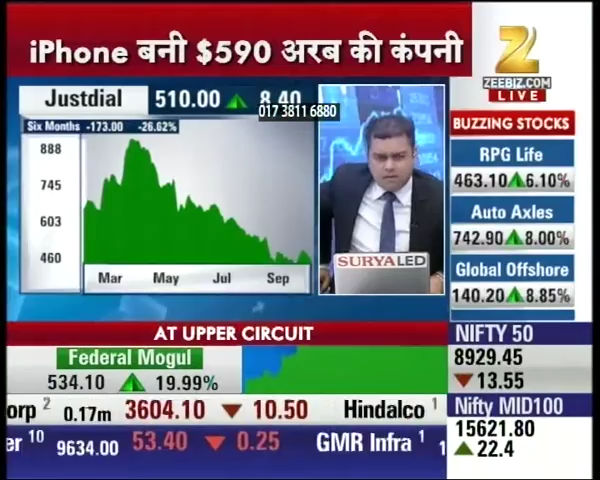 iPhone बनी $590 अरब की कंपनी
Z
ZEEBIZ.COM
LIVE
Justdial 510.00 8.40
017 3811 6880
Six Months -173.00 -26.62%
888
745
603
460
Mar May Jul Sep
SURYA LED
BUZZING STOCKS
RPG Life
463.10 6.10%
Auto Axles
742.90 8.00%
Global Offshore
140.20 8.85%
AT UPPER CIRCUIT
Federal Mogul
534.10 19.99%
NIFTY 50
8929.45
13.55
Nifty MID100
15621.80
22.4
orp 2 0.17m 3604.10 10.50 Hindalco 1
er 10 9634.00 53.40 0.25 GMR Infra 1 1